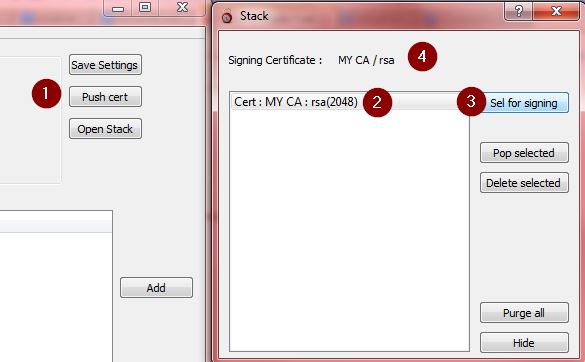 Save Settings
1
Push cert
Open Stack
Add
Stack
?
Signing Certificate : MY CA / rsa
4
Cert : MY CA : rsa(2048)
2
3
Sel for signing
Pop selected
Delete selected
Purge all
Hide